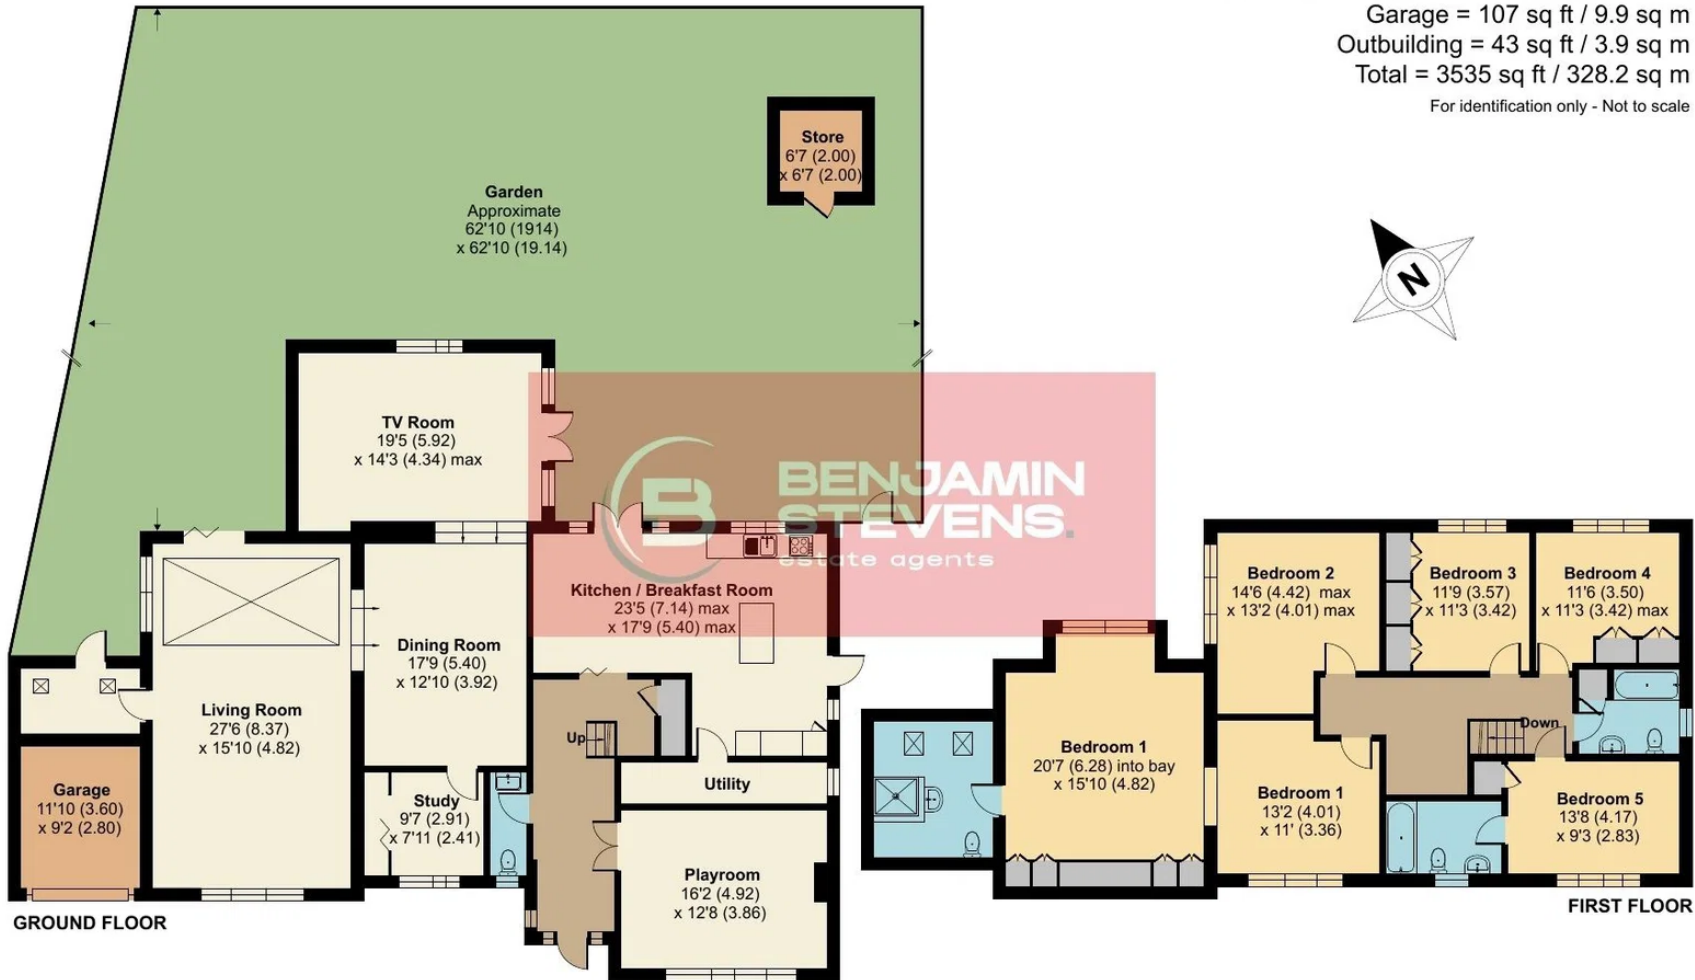 Garage = 107 sq ft / 9.9 sq m
Outbuilding = 43 sq ft / 3.9 sq m
Total = 3535 sq ft / 328.2 sq m
For identification only - Not to scale
Store
6'7 (2.00)
x 6'7 (2.00)
Garden
Approximate
62'10 (1914)
x 62'10 (19.14)
N
TV Room
19'5 (5.92)
x 14'3 (4.34) max
B
BENJAMIN
STEVENS.
estate agents
Kitchen / Breakfast Room
23'5 (7.14) max
x 17'9 (5.40) max
Dining Room
17'9 (5.40)
x 12'10 (3.92)
Living Room
27'6 (8.37)
x 15'10 (4.82)
Up
Garage
11'10 (3.60)
x 9'2 (2.80)
Study
9'7 (2.91)
x 7'11 (2.41)
Utility
Playroom
16'2 (4.92)
x 12'8 (3.86)
GROUND FLOOR
Bedroom 2
14'6 (4.42) max
x 13'2 (4.01) max
Bedroom 3
11'9 (3.57)
x 11'3 (3.42)
Bedroom 4
11'6 (3.50)
x 11'3 (3.42) max
Down
Bedroom 1
20'7 (6.28) into bay
x 15'10 (4.82)
Bedroom 1
13'2 (4.01)
x 11' (3.36)
Bedroom 5
13'8 (4.17)
x 9'3 (2.83)
FIRST FLOOR